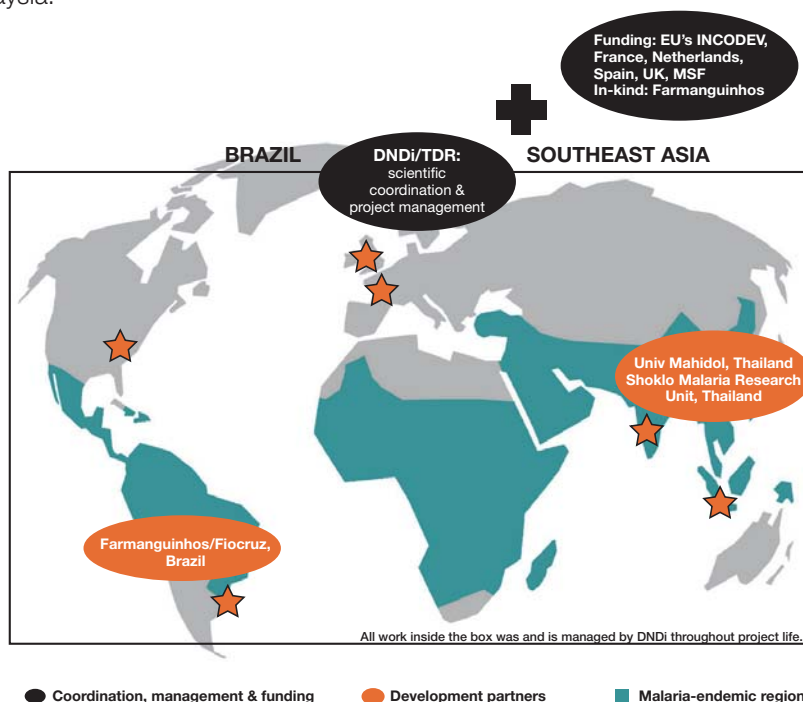 aysia.
Funding: EU's INCODEV,
France, Netherlands,
Spain, UK, MSF
In-kind: Farmanguinhos
BRAZIL
DNDi/TDR:
scientific
coordination &
project management
SOUTHEAST ASIA
Univ Mahidol, Thailand
Shoklo Malaria Research
Unit, Thailand
Farmanguinhos/Fiocruz,
Brazil
All work inside the box was and is managed by DNDi throughout project life.
Coordination, management & funding
Development partners
Malaria-endemic region